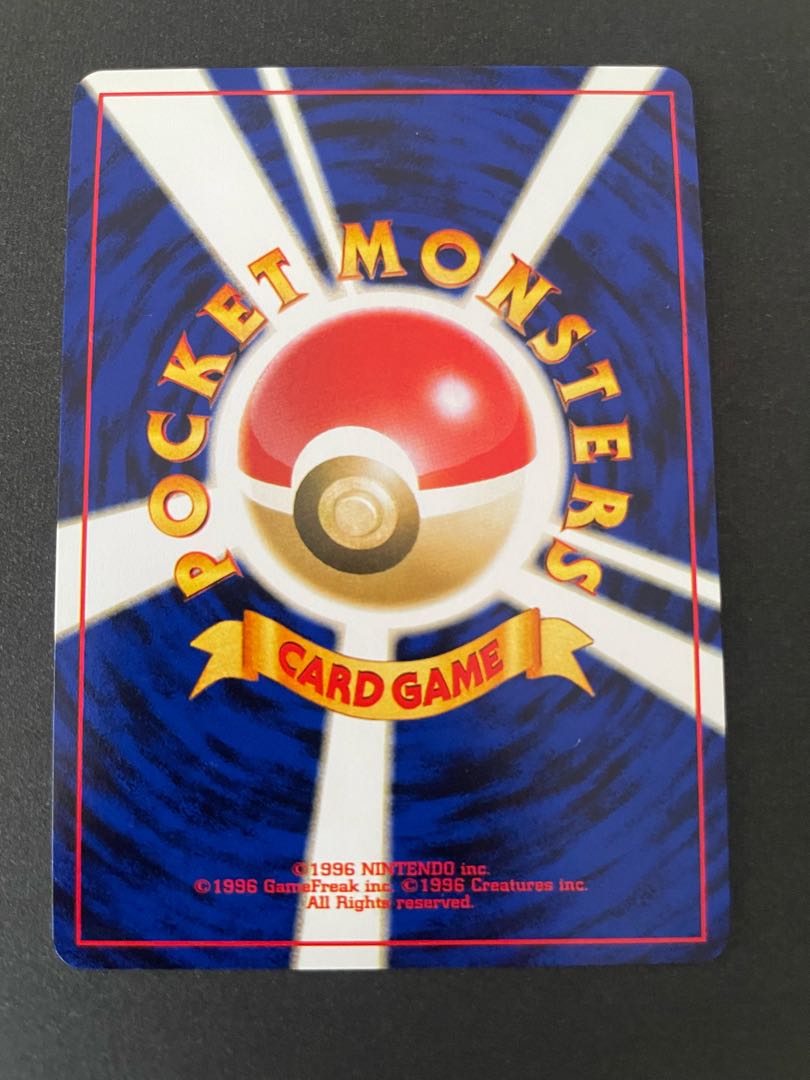 POCKET MONSTERS
CARD GAME
©1996 NINTENDO inc.
©1996 GameFreak inc. ©1996 Creatures inc.
All Rights reserved.